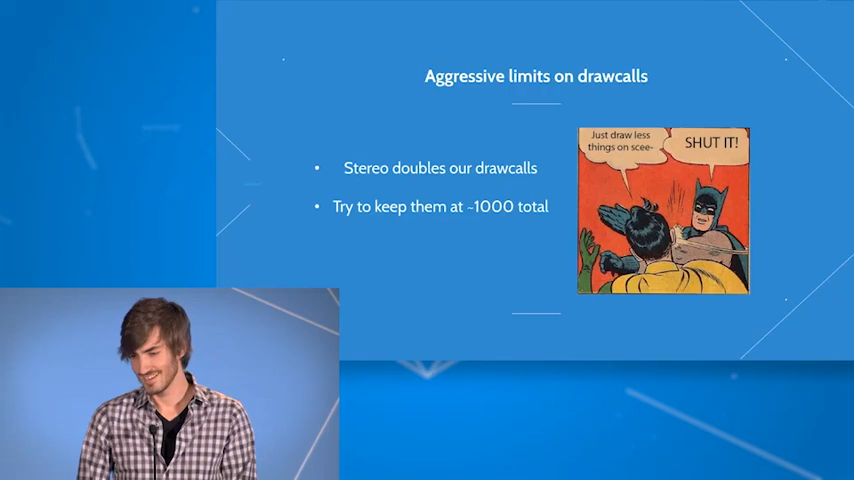 Aggressive limits on drawcalls
• Stereo doubles our drawcalls
• Try to keep them at ~1000 total
Just draw less
things on scee-
SHUT IT!